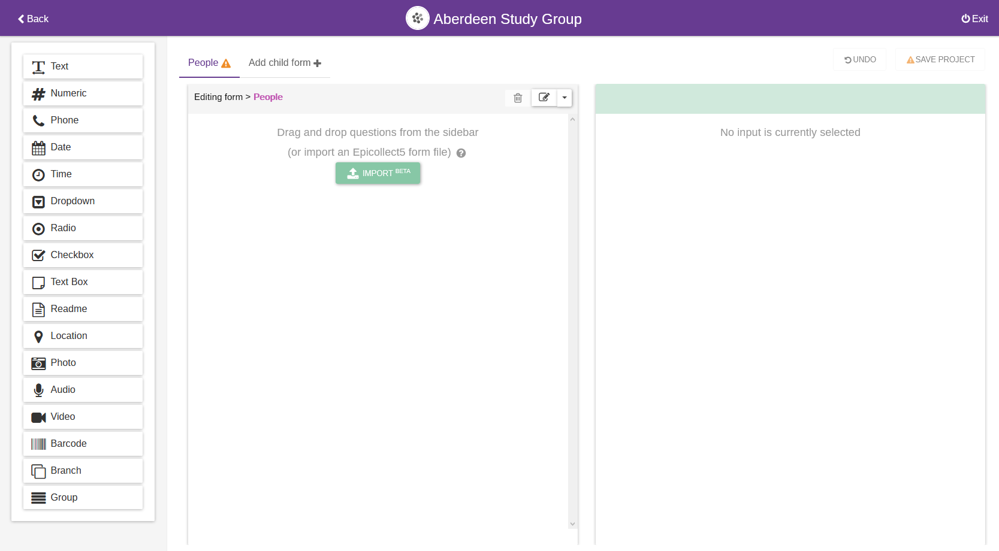 Back
Aberdeen Study Group
Exit
Text
Numeric
Phone
Date
Time
Dropdown
Radio
Checkbox
Text Box
Readme
Location
Photo
Audio
Video
Barcode
Branch
Group
People
Add child form
UNDO
SAVE PROJECT
Editing form > People
Drag and drop questions from the sidebar
(or import an Epicollect5 form file)
IMPORT BETA
No input is currently selected